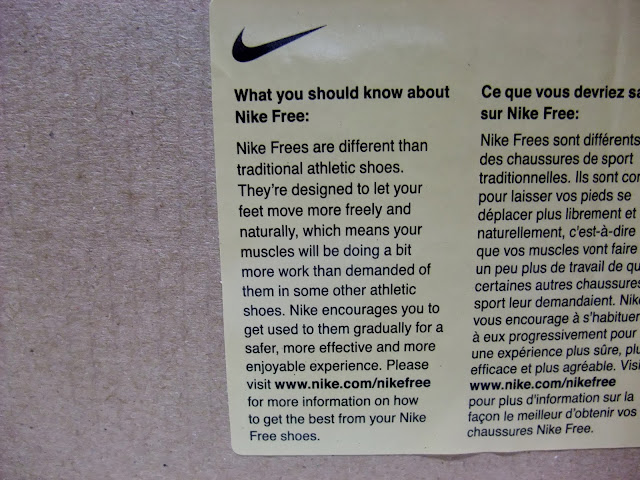 What you should know about
Nike Free:
Nike Frees are different than
traditional athletic shoes.
They're designed to let your
feet move more freely and
naturally, which means your
muscles will be doing a bit
more work than demanded of
them in some other athletic
shoes. Nike encourages you to
get used to them gradually for a
safer, more effective and more
enjoyable experience. Please
visit www.nike.com/nikefree
for more information on how
to get the best from your Nike
Free shoes.
Ce que vous devriez
sur Nike Free:
Nike Frees sont différents
des chaussures de sport
traditionnelles. Ils sont
pour laisser vos pieds se
déplacer plus librement et
naturellement, c'est-à-dire
que vos muscles vont faire
un peu plus de travail de
certaines autres chaussures
sport leur demandaient.
vous encourage à s'habituer
à eux progressivement pour
une expérience plus sûre,
efficace et plus agréable.
www.nike.com/nikefree
pour plus d'information sur la
façon le meilleur d'obtenir vos
chaussures Nike Free.